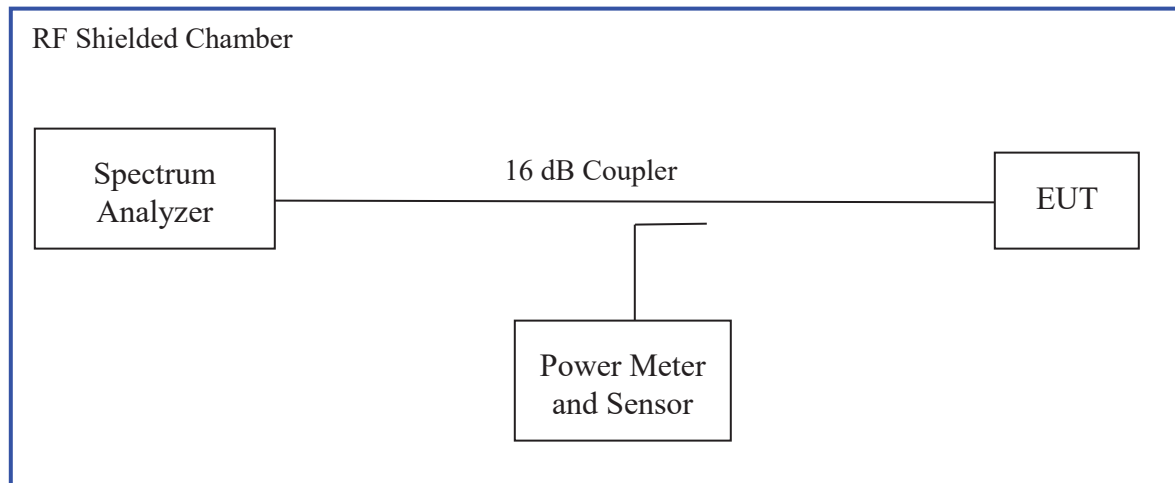 RF Shielded Chamber
Spectrum
Analyzer
16 dB Coupler
EUT
Power Meter
and Sensor